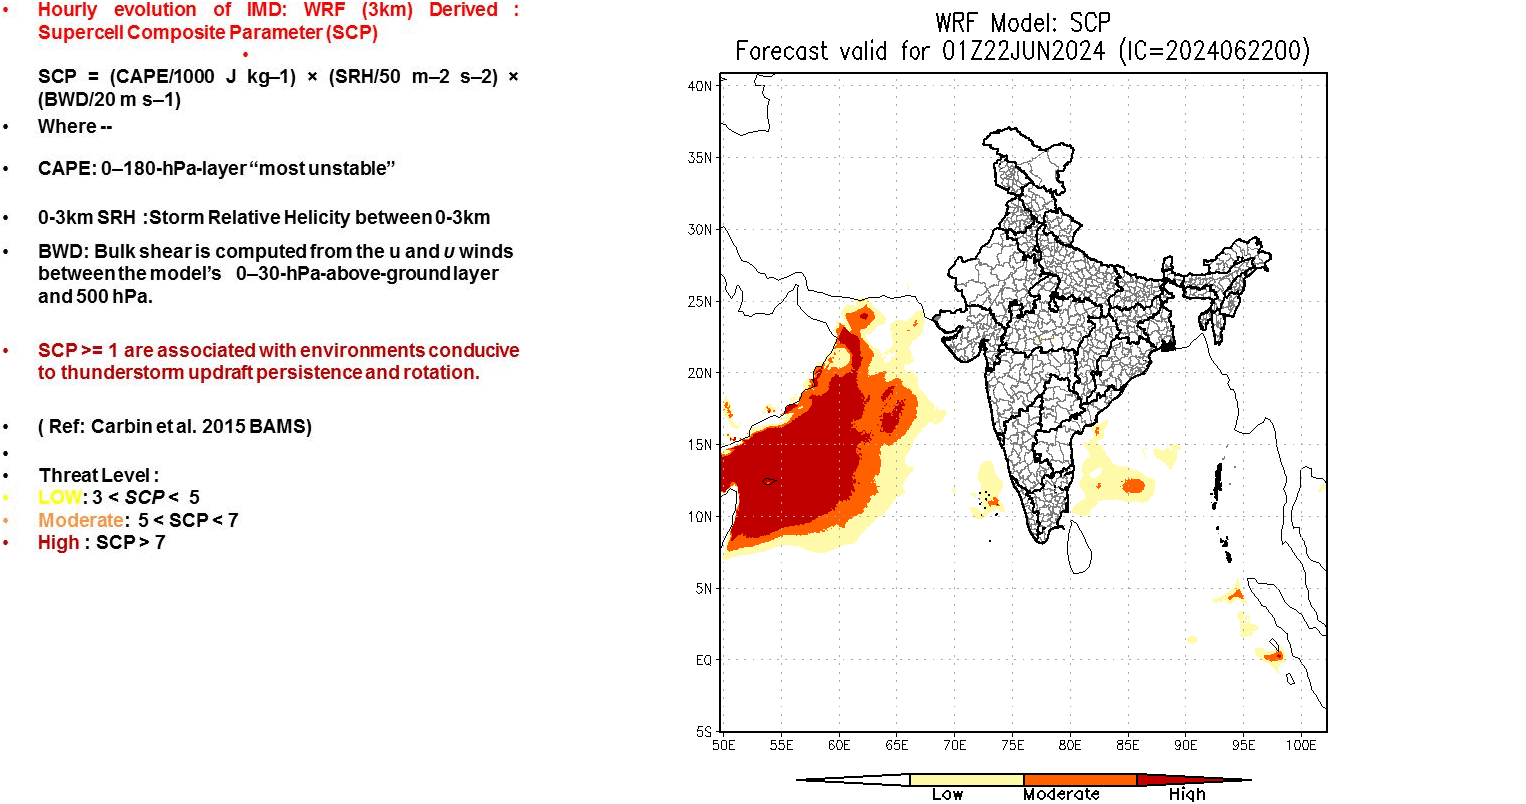 Hourly evolution of IMD: WRF (3km) Derived :
Supercell Composite Parameter (SCP)
SCP = (CAPE/1000 J kg–1) × (SRH/50 m–2 s–2) ×
(BWD/20 m s–1)
Where --
CAPE: 0–180-hPa-layer “most unstable”
0-3km SRH :Storm Relative Helicity between 0-3km
BWD: Bulk shear is computed from the u and υ winds
between the model’s 0–30-hPa-above-ground layer
and 500 hPa.
SCP >= 1 are associated with environments conducive
to thunderstorm updraft persistence and rotation.
( Ref: Carbin et al. 2015 BAMS)
Threat Level :
LOW: 3 < SCP < 5
Moderate: 5 < SCP < 7
High : SCP > 7
WRF Model: SCP
Forecast valid for 01Z22JUN2024 (IC=2024062200)
40N
35N
30N
25N
20N
15N
10N
5N
EQ
5S
50E 55E 60E 65E 70E 75E 80E 85E 90E 95E 100E
Low Moderate High